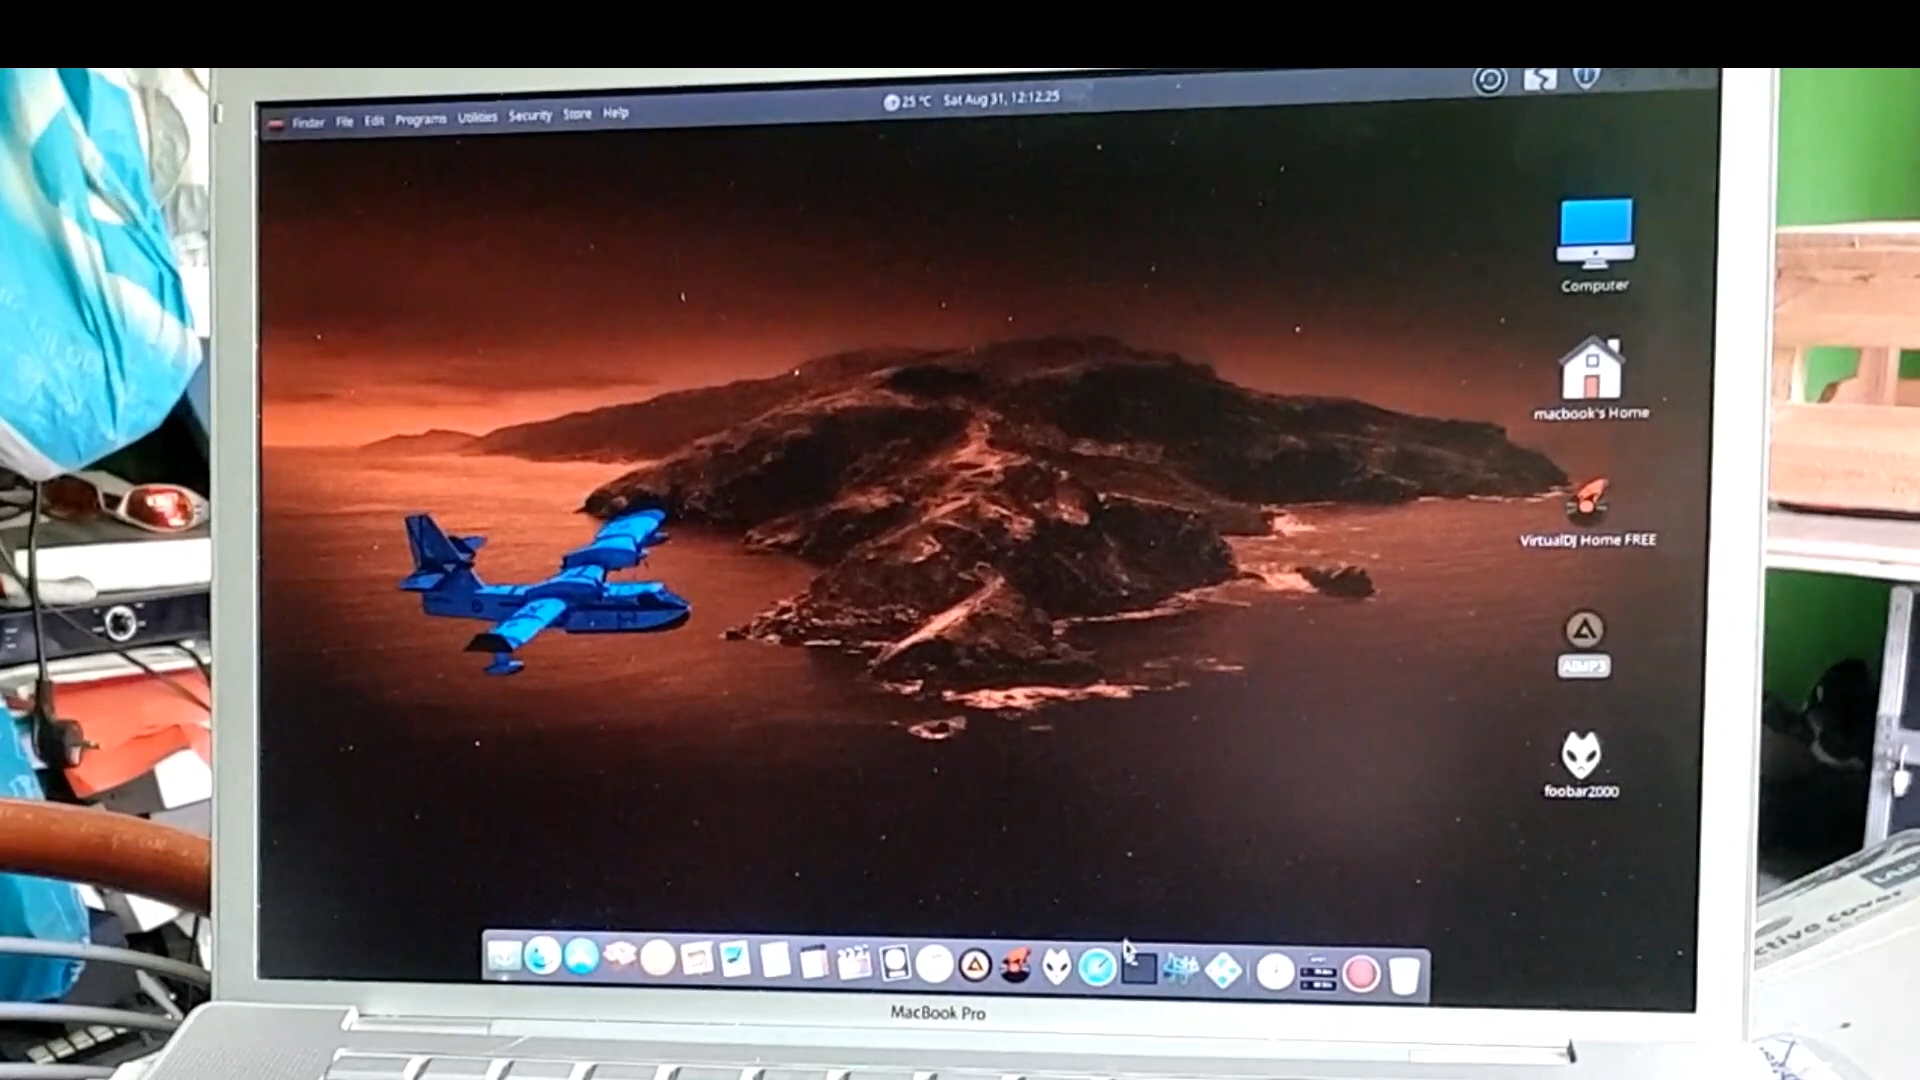 Finder File Edit Programs Utilities Security Store Help
25 °C Sat Aug 31, 12:12:25
Computer
macbook's Home
VirtualDJ Home FREE
AIMP3
foobar2000
MacBook Pro